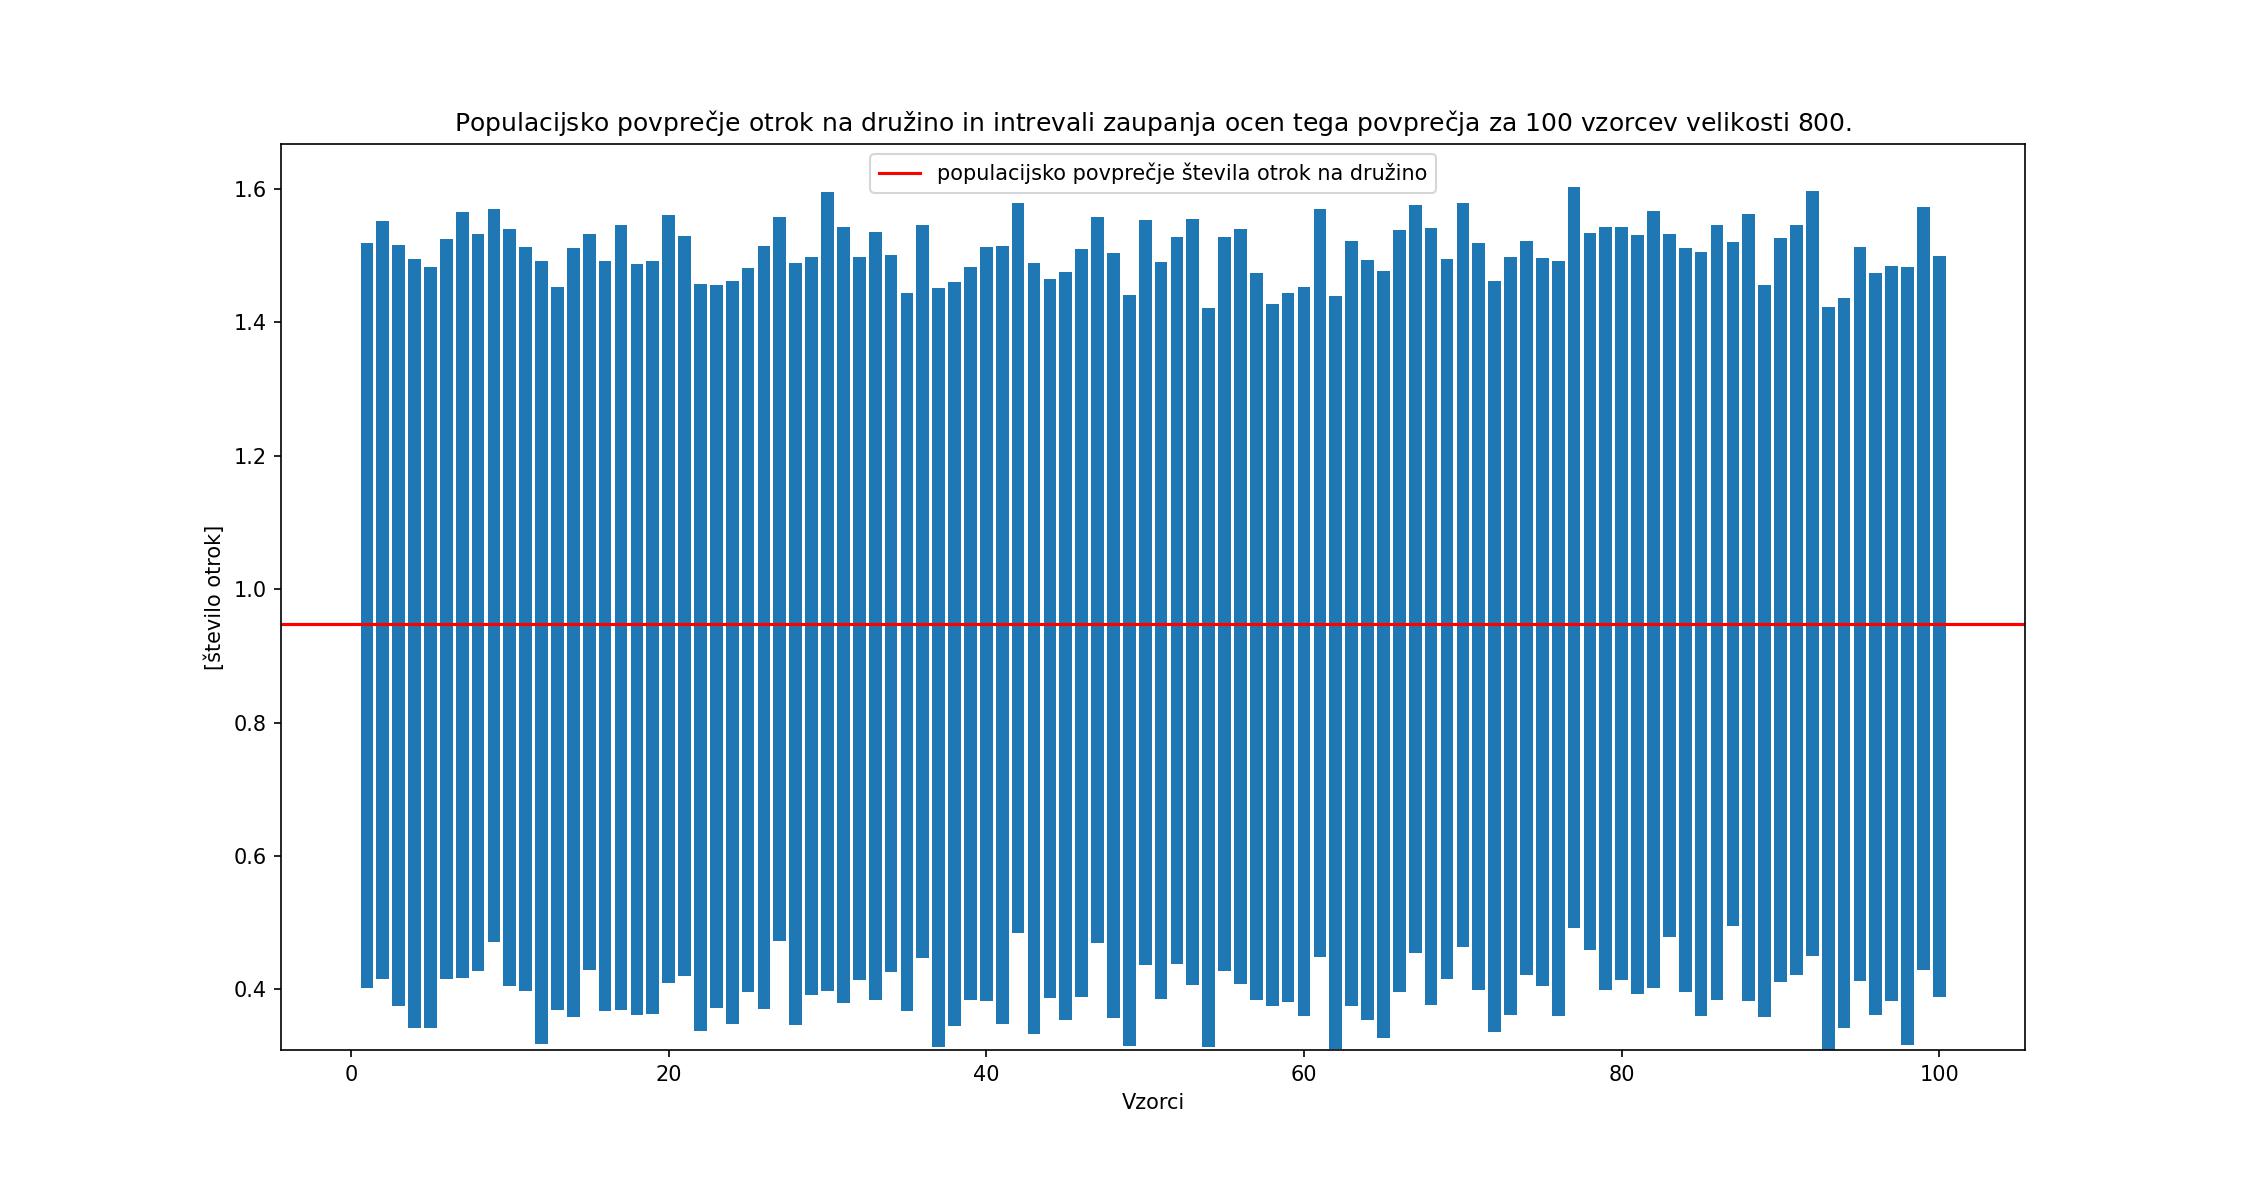 Populacijsko povprečje otrok na družino in intrevali zaupanja ocen tega povprečja za 100 vzorcev velikosti 800.
populacijsko povprečje števila otrok na družino
1.6
1.4
1.2
1.0
0.8
0.6
0.4
[število otrok]
0 20 40 60 80 100
Vzorci